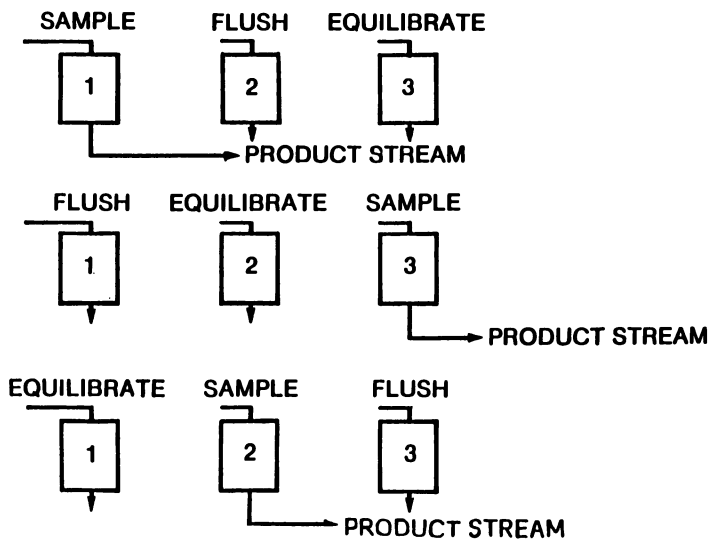 SAMPLE FLUSH EQUILIBRATE
1 2 3
PRODUCT STREAM
FLUSH EQUILIBRATE SAMPLE
1 2 3
PRODUCT STREAM
EQUILIBRATE SAMPLE FLUSH
1 2 3
PRODUCT STREAM